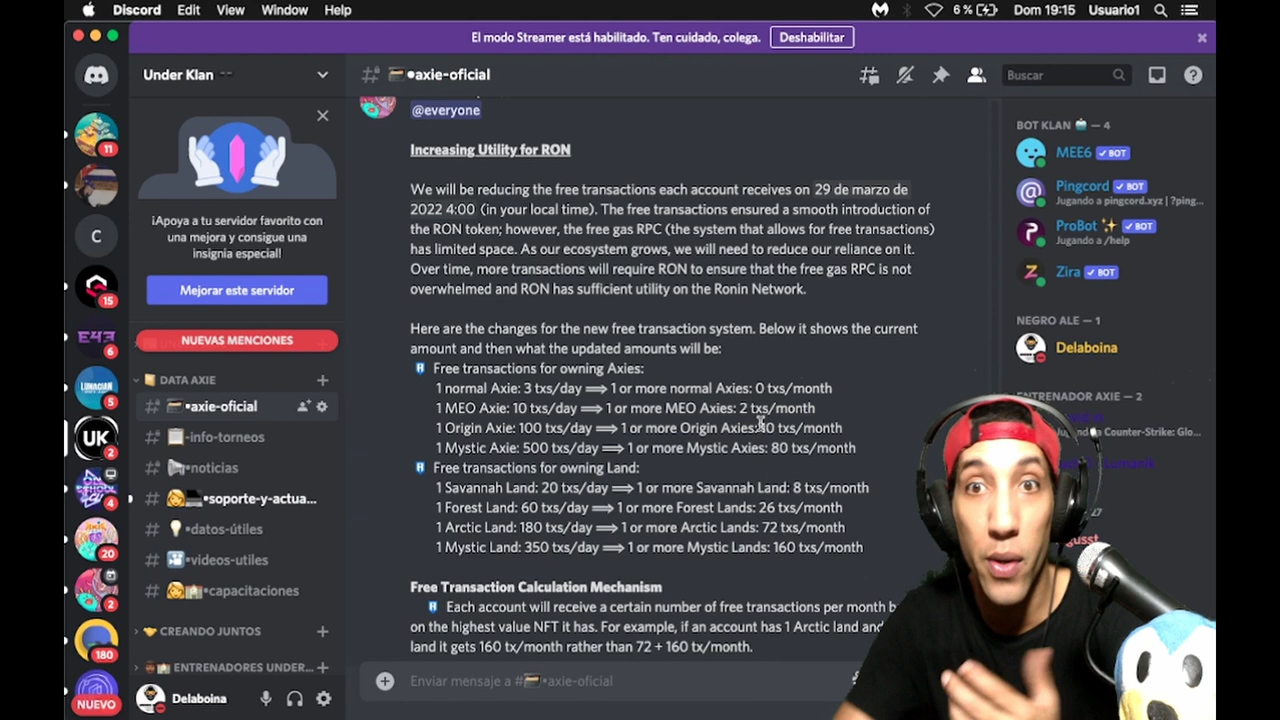 Discord Edit View Window Help
6 % Dom 19:15 Usuario1
El modo Streamer está habilitado. Ten cuidado, colega. Deshabilitar
Under Klan
•axie-oficial
Buscar
11
C
15
E43
6
LUNACIAN
5
UK
2
4
20
2
180
NUEVO
¡Apoya a tu servidor favorito con
una mejora y consigue una
insignia especial!
Mejorar este servidor
NUEVAS MENCIONES
DATA AXIE
•axie-oficial
•info-torneos
•noticias
•soporte-y-actua...
•datos-útiles
•videos-utiles
•capacitaciones
CREANDO JUNTOS
ENTRENADORES UNDER...
Delaboina
@everyone
Increasing Utility for RON
We will be reducing the free transactions each account receives on 29 de marzo de
2022 4:00 (in your local time). The free transactions ensured a smooth introduction of
the RON token; however, the free gas RPC (the system that allows for free transactions)
has limited space. As our ecosystem grows, we will need to reduce our reliance on it.
Over time, more transactions will require RON to ensure that the free gas RPC is not
overwhelmed and RON has sufficient utility on the Ronin Network.
Here are the changes for the new free transaction system. Below it shows the current
amount and then what the updated amounts will be:
Free transactions for owning Axies:
1 normal Axie: 3 txs/day ⟹ 1 or more normal Axies: 0 txs/month
1 MEO Axie: 10 txs/day ⟹ 1 or more MEO Axies: 2 txs/month
1 Origin Axie: 100 txs/day ⟹ 1 or more Origin Axies: txs/month
1 Mystic Axie: 500 txs/day ⟹ 1 or more Mystic Axies: 80 txs/month
Free transactions for owning Land:
1 Savannah Land: 20 txs/day ⟹ 1 or more Savannah Land: 8 txs/month
1 Forest Land: 60 txs/day ⟹ 1 or more Forest Lands: 26 txs/month
1 Arctic Land: 180 txs/day ⟹ 1 or more Arctic Lands: 72 txs/month
1 Mystic Land: 350 txs/day ⟹ 1 or more Mystic Lands: 160 txs/month
Free Transaction Calculation Mechanism
Each account will receive a certain number of free transactions per month
on the highest value NFT it has. For example, if an account has 1 Arctic land and
land it gets 160 tx/month rather than 72 + 160 tx/month.
Enviar mensaje a #•axie-oficial
BOT KLAN — 4
MEE6 BOT
Pingcord BOT
Jugando a pingcord.xyz | ?ping...
ProBot BOT
Jugando a /help
Zira BOT
NEGRO ALE — 1
Delaboina
ENTRENADOR AXIE — 2
Counter-Strike: Glo...